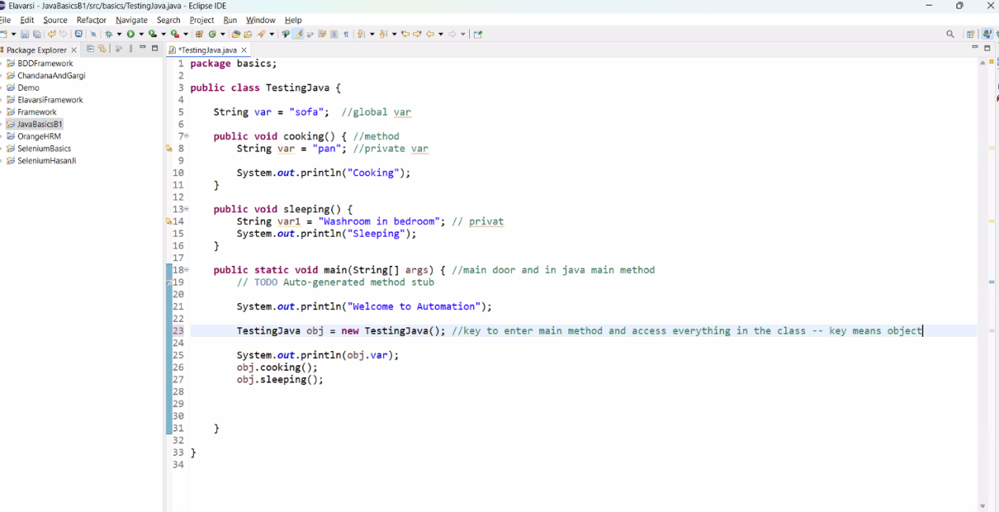 Elavarsi - JavaBasicsB1/src/basics/TestingJava.java - Eclipse IDE
File Edit Source Refactor Navigate Search Project Run Window Help
Package Explorer
*TestingJava.java
BDDFramework
ChandanaAndGargi
Demo
ElavarsiFramework
Framework
JavaBasicsB1
OrangeHRM
SeleniumBasics
SeleniumHasanJi
1 package basics;
2
3 public class TestingJava {
4
5 String var = "sofa"; //global var
6
7 public void cooking() { //method
8 String var = "pan"; //private var
9
10 System.out.println("Cooking");
11 }
12
13 public void sleeping() {
14 String var1 = "Washroom in bedroom"; // privat
15 System.out.println("Sleeping");
16 }
17
18 public static void main(String[] args) { //main door and in java main method
19 // TODO Auto-generated method stub
20
21 System.out.println("Welcome to Automation");
22
23 TestingJava obj = new TestingJava(); //key to enter main method and access everything in the class -- key means object
24
25 System.out.println(obj.var);
26 obj.cooking();
27 obj.sleeping();
28
29
30
31 }
32
33 }
34